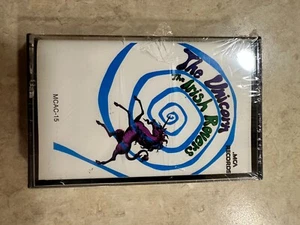 The Unicorn
The Irish Rovers
MCA
RECORDS
MCAC-15